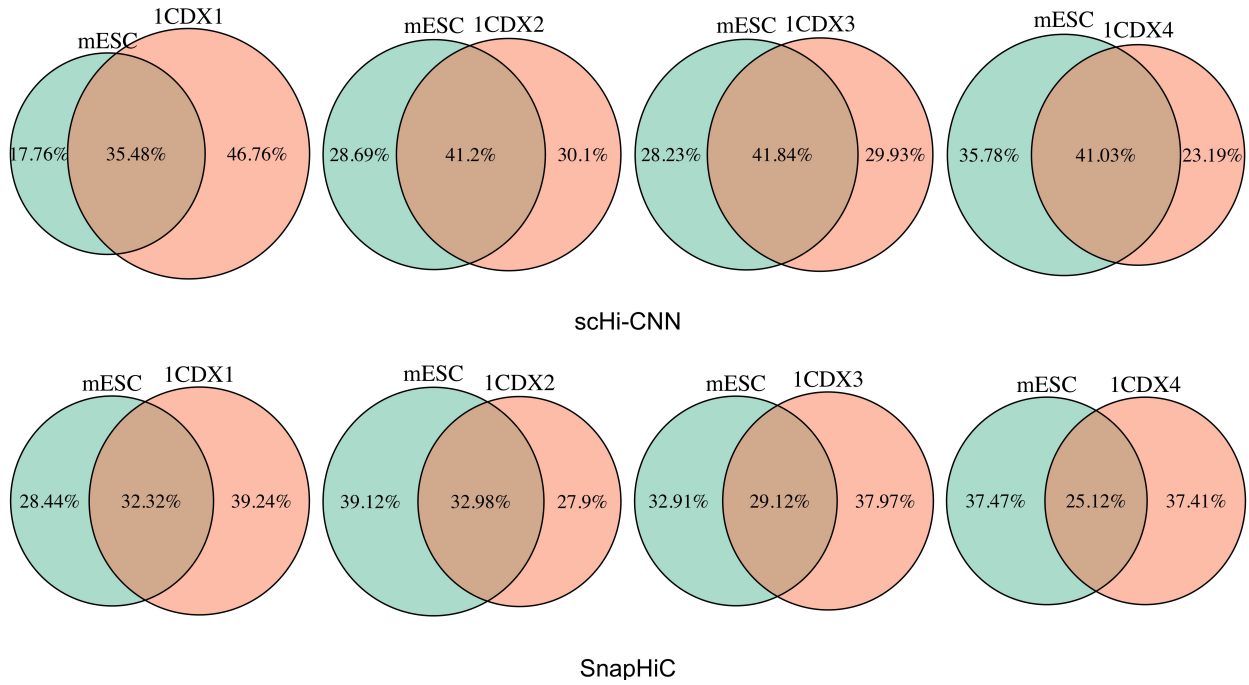 mESC 1CDX1 mESC 1CDX2 mESC 1CDX3 mESC 1CDX4
17.76% 35.48% 46.76% 28.69% 41.2% 30.1% 28.23% 41.84% 29.93% 35.78% 41.03% 23.19%
scHi-CNN
mESC 1CDX1 mESC 1CDX2 mESC 1CDX3 mESC 1CDX4
28.44% 32.32% 39.24% 39.12% 32.98% 27.9% 32.91% 29.12% 37.97% 37.47% 25.12% 37.41%
SnapHiC